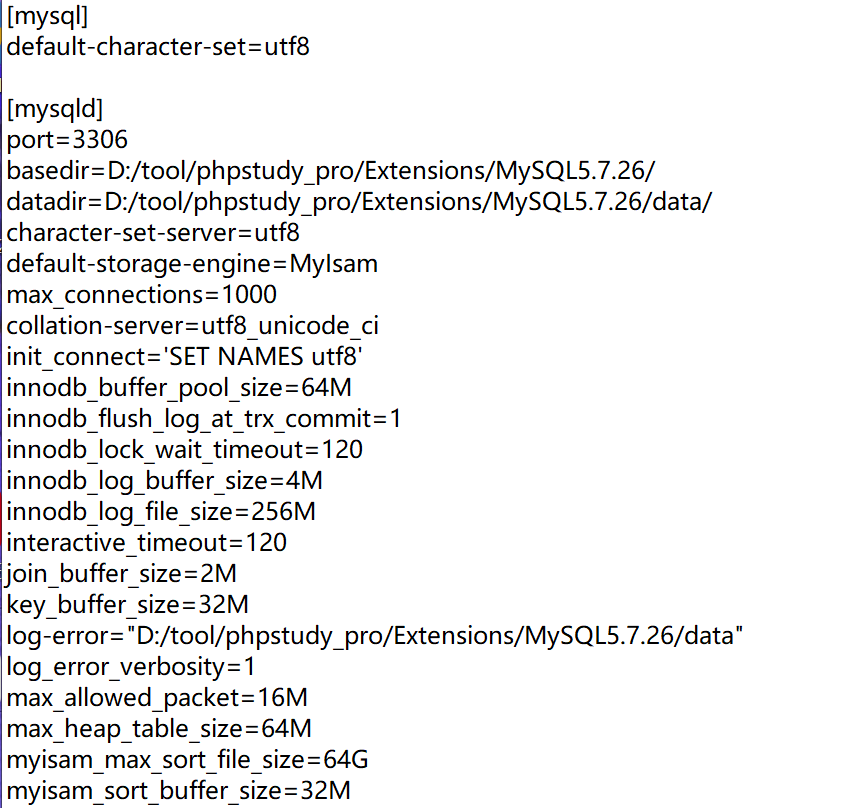 [mysql]
default-character-set=utf8
[mysqld]
port=3306
basedir=D:/tool/phpstudy_pro/Extensions/MySQL5.7.26/
datadir=D:/tool/phpstudy_pro/Extensions/MySQL5.7.26/data/
character-set-server=utf8
default-storage-engine=MyIsam
max_connections=1000
collation-server=utf8_unicode_ci
init_connect='SET NAMES utf8'
innodb_buffer_pool_size=64M
innodb_flush_log_at_trx_commit=1
innodb_lock_wait_timeout=120
innodb_log_buffer_size=4M
innodb_log_file_size=256M
interactive_timeout=120
join_buffer_size=2M
key_buffer_size=32M
log-error="D:/tool/phpstudy_pro/Extensions/MySQL5.7.26/data"
log_error_verbosity=1
max_allowed_packet=16M
max_heap_table_size=64M
myisam_max_sort_file_size=64G
myisam_sort_buffer_size=32M